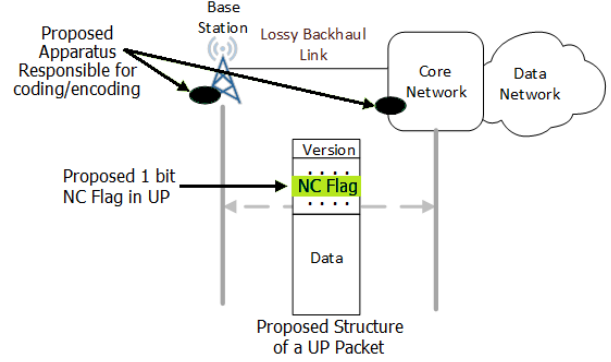 Proposed
Apparatus
Responsible for
coding/encoding
Base
Station
Lossy Backhaul
Link
Core
Network
Data
Network
Proposed 1 bit
NC Flag in UP
Version
. . . .
NC Flag
. . . .
Data
Proposed Structure
of a UP Packet